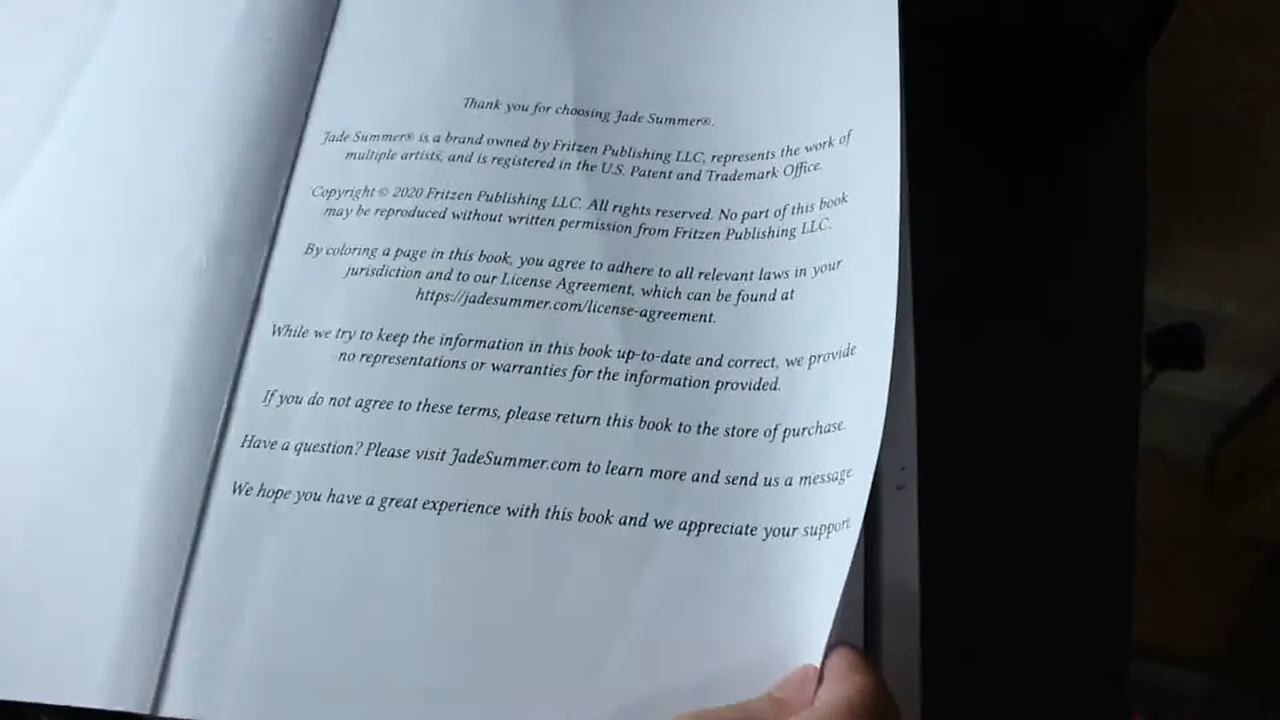 Thank you for choosing Jade Summer®.
Jade Summer® is a brand owned by Fritzen Publishing LLC, represents the work of
multiple artists, and is registered in the U.S. Patent and Trademark Office.
Copyright © 2020 Fritzen Publishing LLC. All rights reserved. No part of this book
may be reproduced without written permission from Fritzen Publishing LLC.
By coloring a page in this book, you agree to adhere to all relevant laws in your
jurisdiction and to our License Agreement, which can be found at
https://jadesummer.com/license-agreement.
While we try to keep the information in this book up-to-date and correct, we provide
no representations or warranties for the information provided.
If you do not agree to these terms, please return this book to the store of purchase.
Have a question? Please visit JadeSummer.com to learn more and send us a message.
We hope you have a great experience with this book and we appreciate your support.